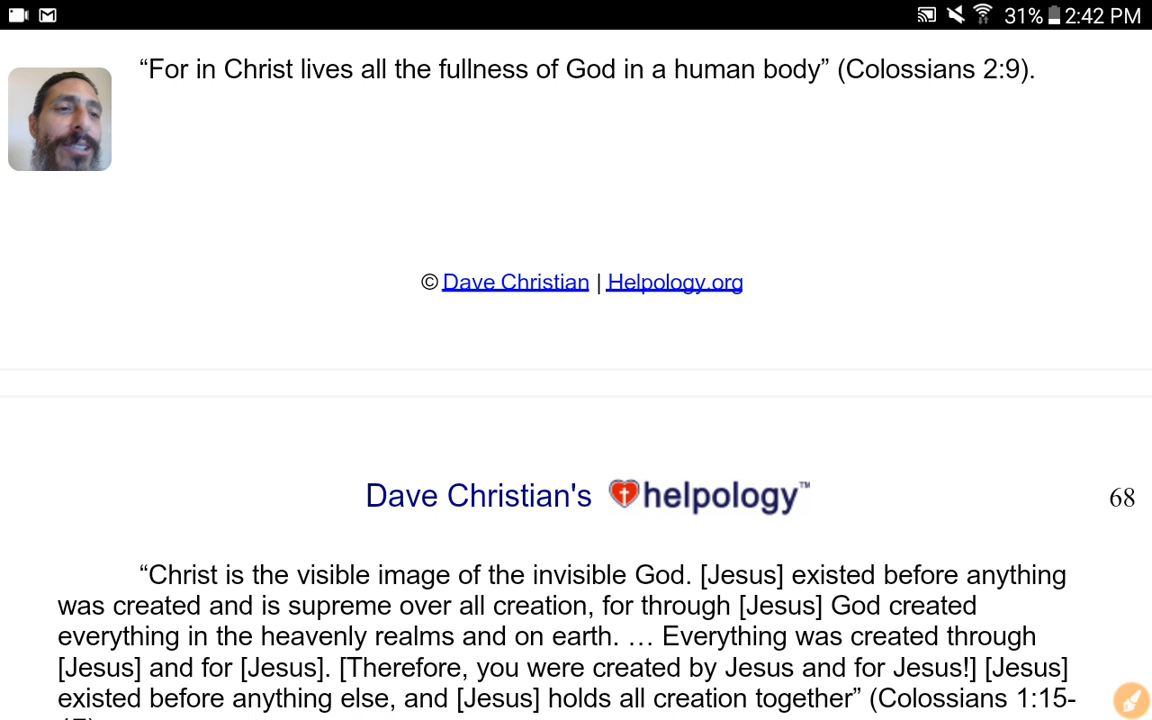 31% 2:42 PM
“For in Christ lives all the fullness of God in a human body” (Colossians 2:9).
© Dave Christian | Helpology.org
Dave Christian's helpology™ 68
“Christ is the visible image of the invisible God. [Jesus] existed before anything
was created and is supreme over all creation, for through [Jesus] God created
everything in the heavenly realms and on earth. … Everything was created through
[Jesus] and for [Jesus]. [Therefore, you were created by Jesus and for Jesus!] [Jesus]
existed before anything else, and [Jesus] holds all creation together” (Colossians 1:15-